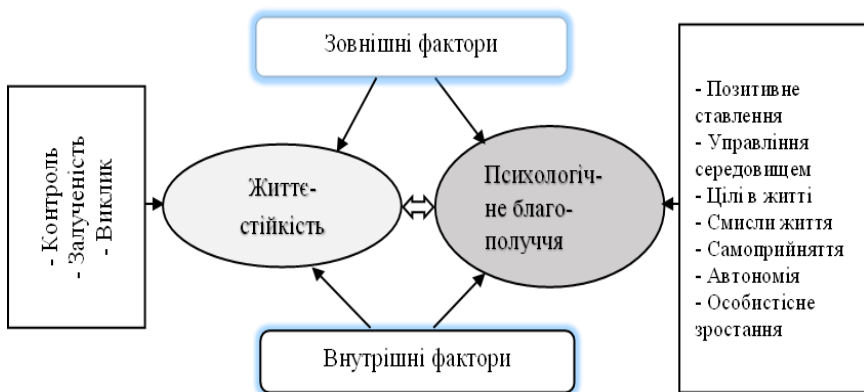 Зовнішні фактори
- Контроль
- Залученість
- Виклик
Життє-
стійкість
Психологіч-
не благо-
получчя
- Позитивне
ставлення
- Управління
середовищем
- Цілі в житті
- Смисли життя
- Самоприйняття
- Автономія
- Особистісне
зростання
Внутрішні фактори